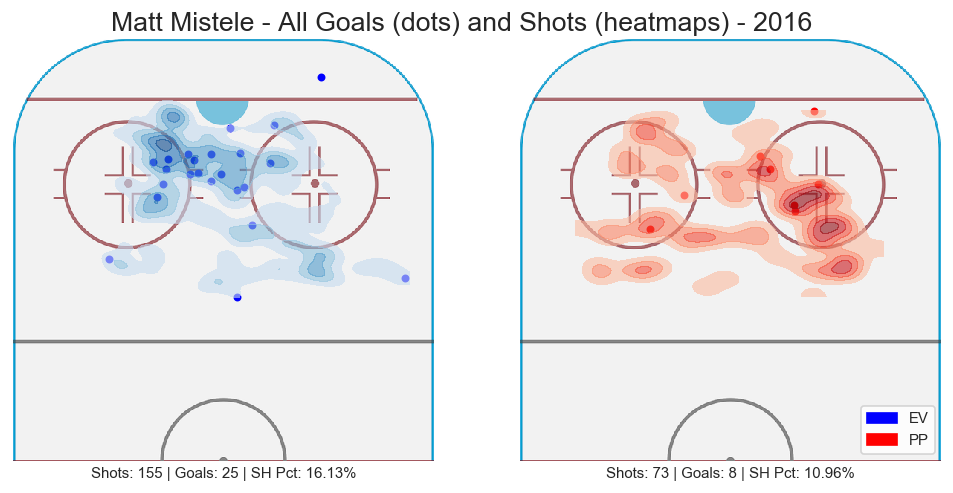 Matt Mistele - All Goals (dots) and Shots (heatmaps) - 2016
EV
PP
Shots: 155 | Goals: 25 | SH Pct: 16.13%
Shots: 73 | Goals: 8 | SH Pct: 10.96%